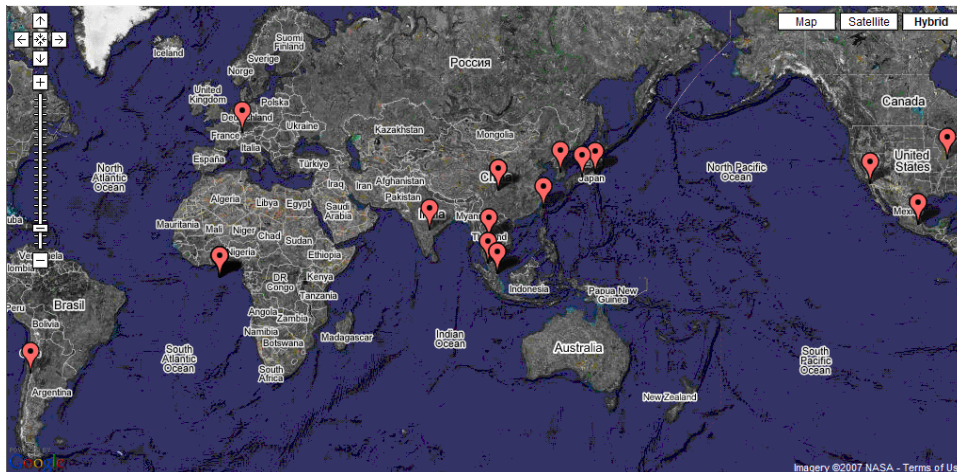 Map
Satellite
Hybrid
Iceland
Suomi
Finland
Sverige
Norge
Россия
United
Kingdom
Polska
Deutschland
Ukraine
France
Italia
España
Türkiye
Kazakhstan
Mongolia
Canada
United
States
North
Atlantic
Ocean
North Pacific
Ocean
Japan
Iraq
Iran
Afghanistan
Pakistan
Algeria
Libya
Egypt
Saudi
Arabia
Mauritania
Mali
Niger
Chad
Sudan
Nigeria
Ethiopia
DR
Congo
Kenya
Tanzania
Angola
Zambia
Namibia
Botswana
Madagascar
South
Africa
Indonesia
Papua New
Guinea
Australia
New Zealand
Indian
Ocean
South
Atlantic
Ocean
South
Pacific
Ocean
Peru
Brasil
Bolivia
Argentina
Google
Imagery ©2007 NASA - Terms of Us